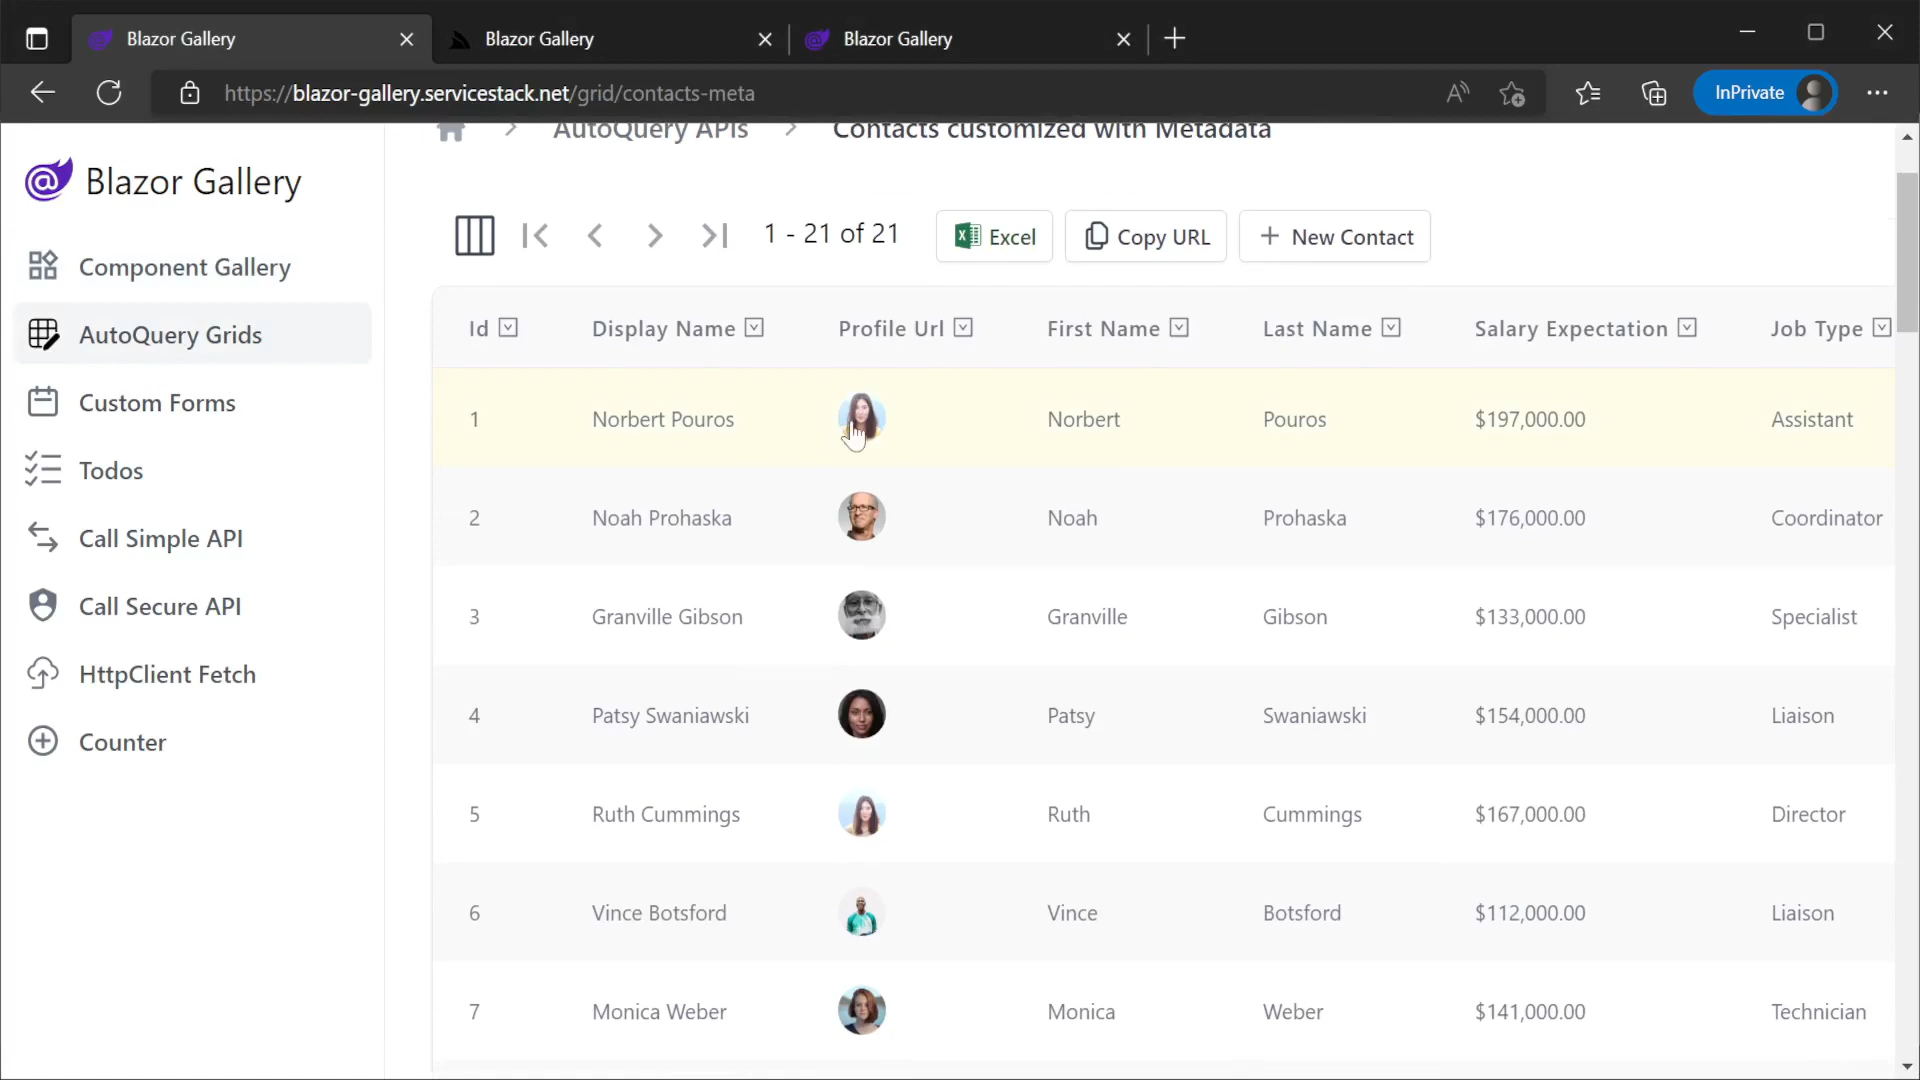 Blazor Gallery
Blazor Gallery
Blazor Gallery
https://blazor-gallery.servicestack.net/grid/contacts-meta
InPrivate
AutoQuery APIs > Contacts customized with Metadata
Blazor Gallery
Component Gallery
AutoQuery Grids
Custom Forms
Todos
Call Simple API
Call Secure API
HttpClient Fetch
Counter
1 - 21 of 21
Excel
Copy URL
New Contact
Id Display Name Profile Url First Name Last Name Salary Expectation Job Type
1 Norbert Pouros Norbert Pouros $197,000.00 Assistant
2 Noah Prohaska Noah Prohaska $176,000.00 Coordinator
3 Granville Gibson Granville Gibson $133,000.00 Specialist
4 Patsy Swaniawski Patsy Swaniawski $154,000.00 Liaison
5 Ruth Cummings Ruth Cummings $167,000.00 Director
6 Vince Botsford Vince Botsford $112,000.00 Liaison
7 Monica Weber Monica Weber $141,000.00 Technician